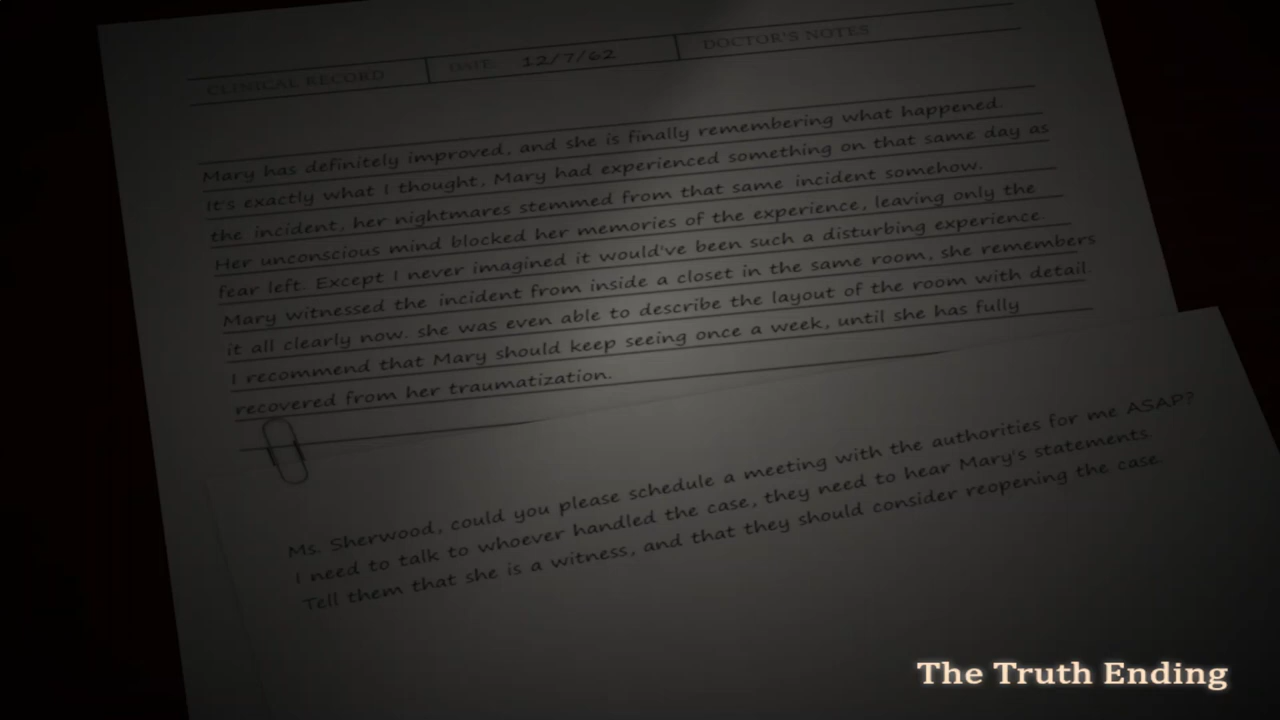 CLINICAL RECORD DATE: 12/7/62 DOCTOR'S NOTES
Mary has definitely improved, and she is finally remembering what happened.
It's exactly what I thought, Mary had experienced something on that same day as
the incident, her nightmares stemmed from that same incident somehow.
Her unconscious mind blocked her memories of the experience, leaving only the
fear left. Except I never imagined it would've been such a disturbing experience.
Mary witnessed the incident from inside a closet in the same room, she remembers
it all clearly now. she was even able to describe the layout of the room with detail.
I recommend that Mary should keep seeing once a week, until she has fully
recovered from her traumatization.
Ms. Sherwood, could you please schedule a meeting with the authorities for me ASAP?
I need to talk to whoever handled the case, they need to hear Mary's statements.
Tell them that she is a witness, and that they should consider reopening the case.
The Truth Ending